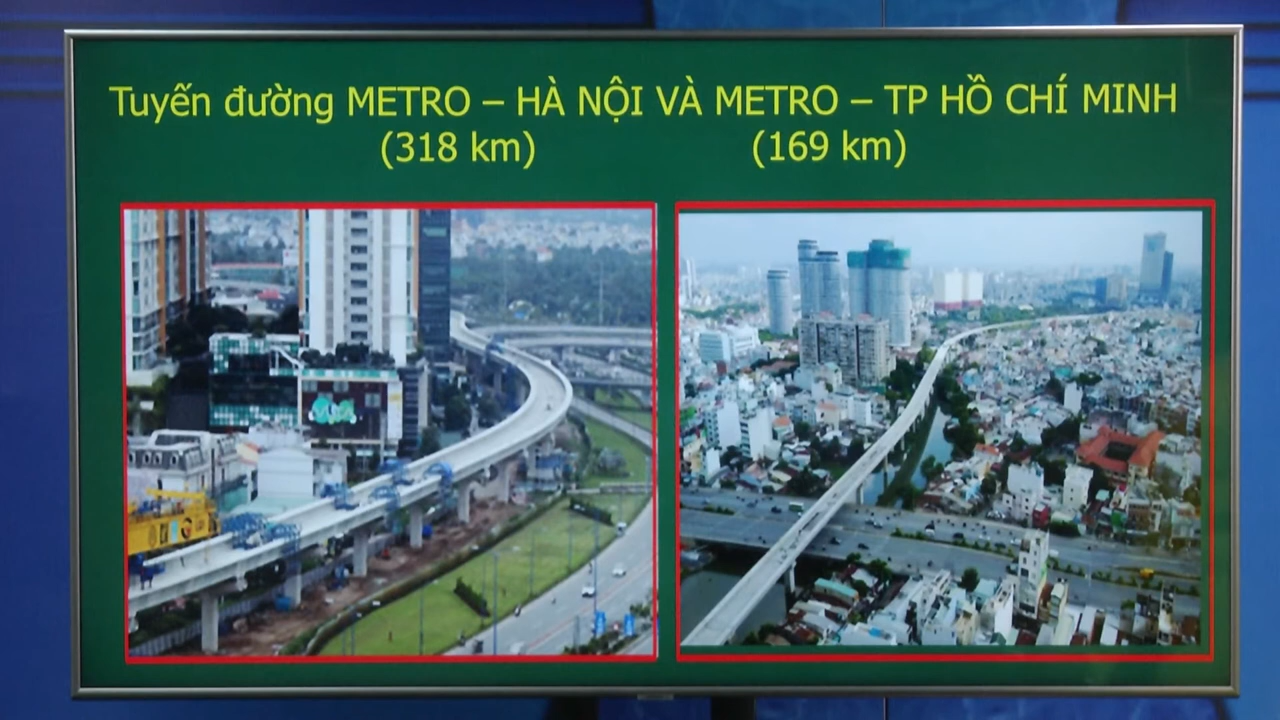 Tuyến đường METRO – HÀ NỘI VÀ METRO – TP HỒ CHÍ MINH
(318 km) (169 km)